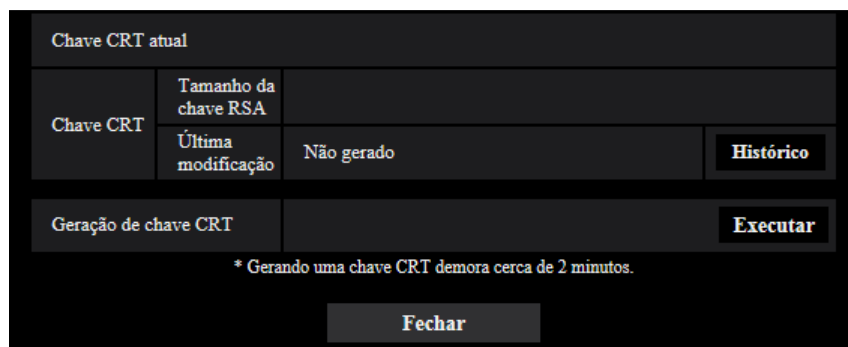 Chave CRT atual
Chave CRT
Tamanho da
chave RSA
Última
modificação
Não gerado
Histórico
Geração de chave CRT
Executar
* Gerando uma chave CRT demora cerca de 2 minutos.
Fechar